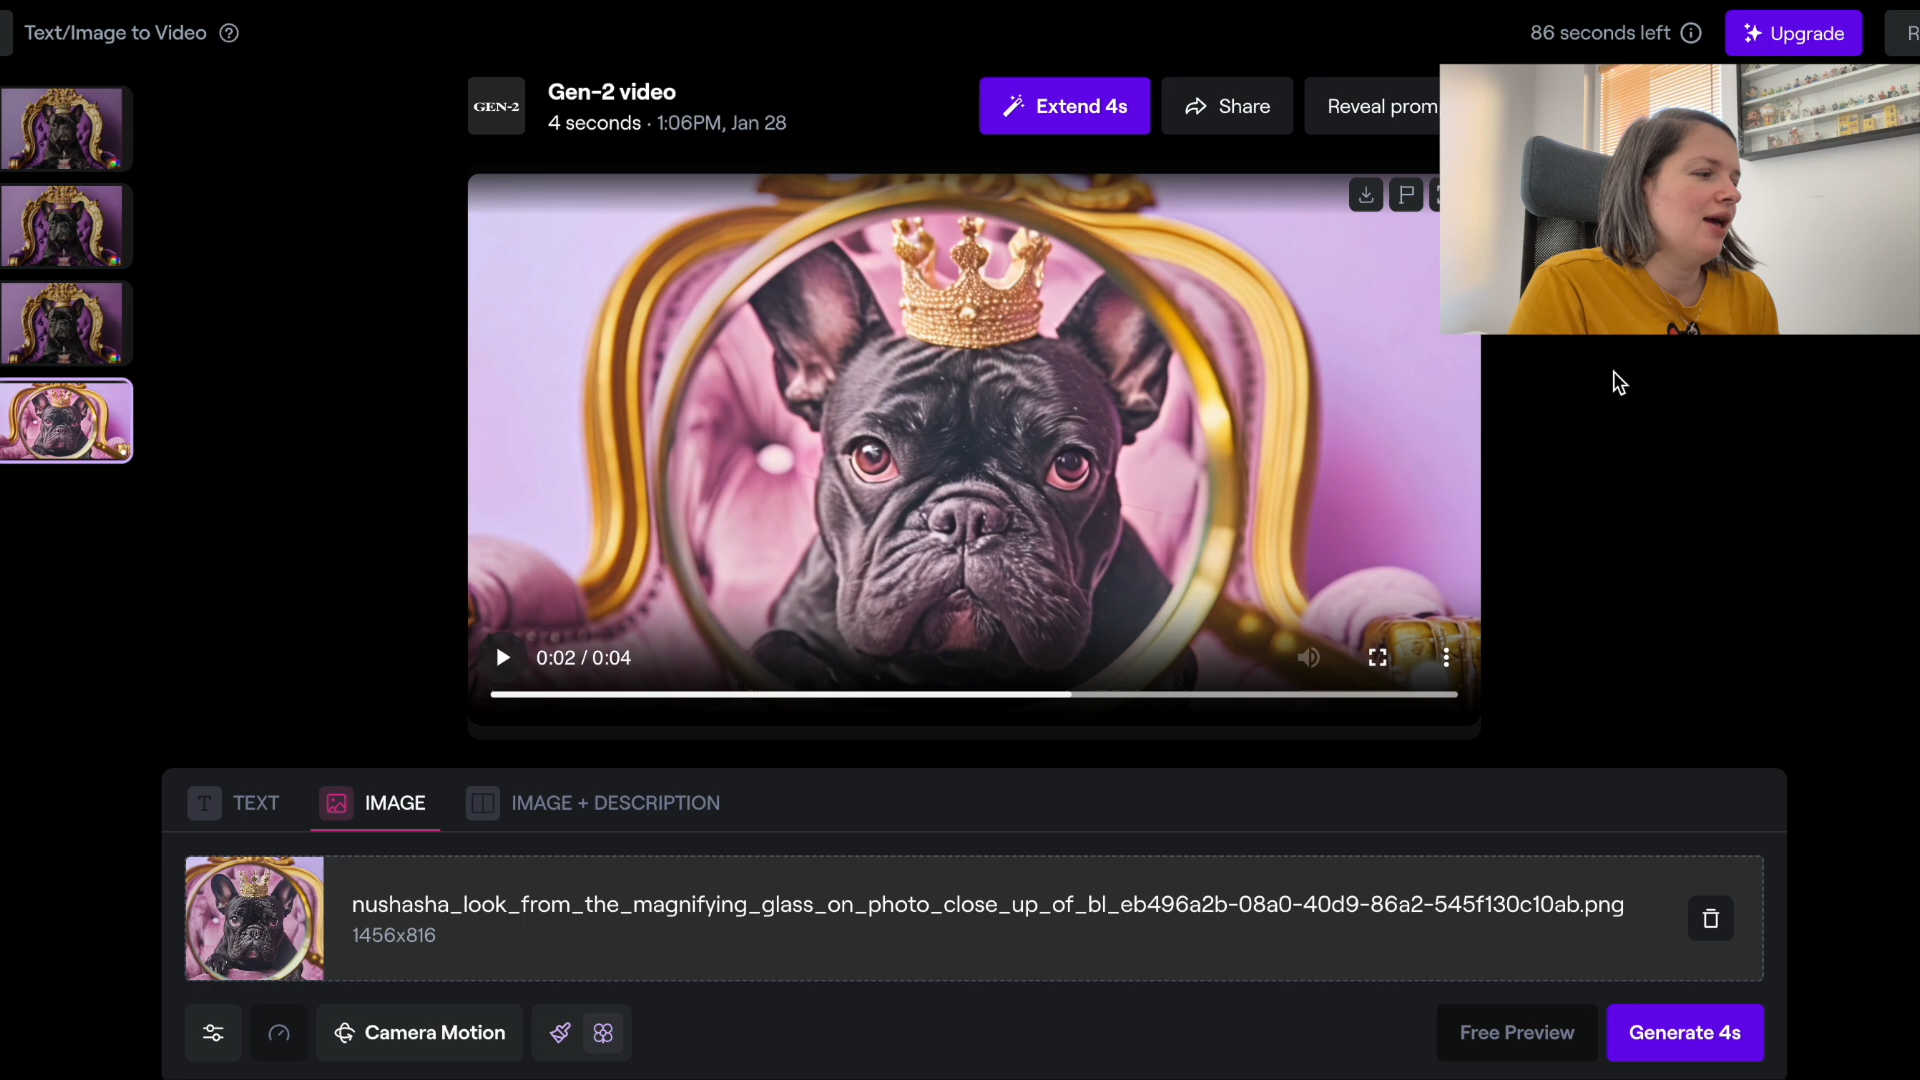 Text/Image to Video
86 seconds left
Upgrade
R
GEN-2
Gen-2 video
4 seconds · 1:06PM, Jan 28
Extend 4s
Share
Reveal prom
0:02 / 0:04
TEXT
IMAGE
IMAGE + DESCRIPTION
nushasha_look_from_the_magnifying_glass_on_photo_close_up_of_bl_eb496a2b-08a0-40d9-86a2-545f130c10ab.png
1456x816
Camera Motion
Free Preview
Generate 4s